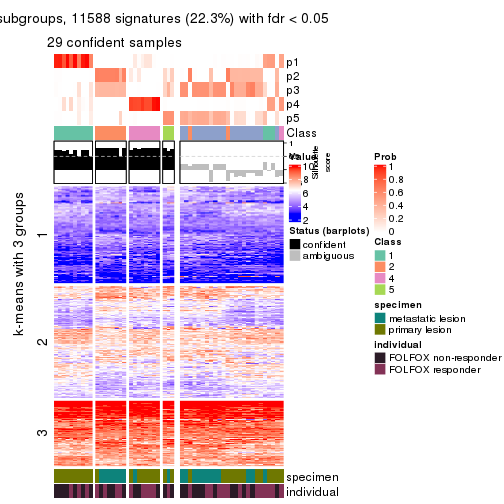 subgroups, 11588 signatures (22.3%) with fdr < 0.05
29 confident samples
p1
p2
p3
p4
p5
Class
1
Silhouette
score
k-means with 3 groups
1
2
3
specimen
individual
Value
10
8
6
4
2
Status (barplots)
confident
ambiguous
Prob
1
0.8
0.6
0.4
0.2
0
Class
1
2
4
5
specimen
metastatic lesion
primary lesion
individual
FOLFOX non-responder
FOLFOX responder